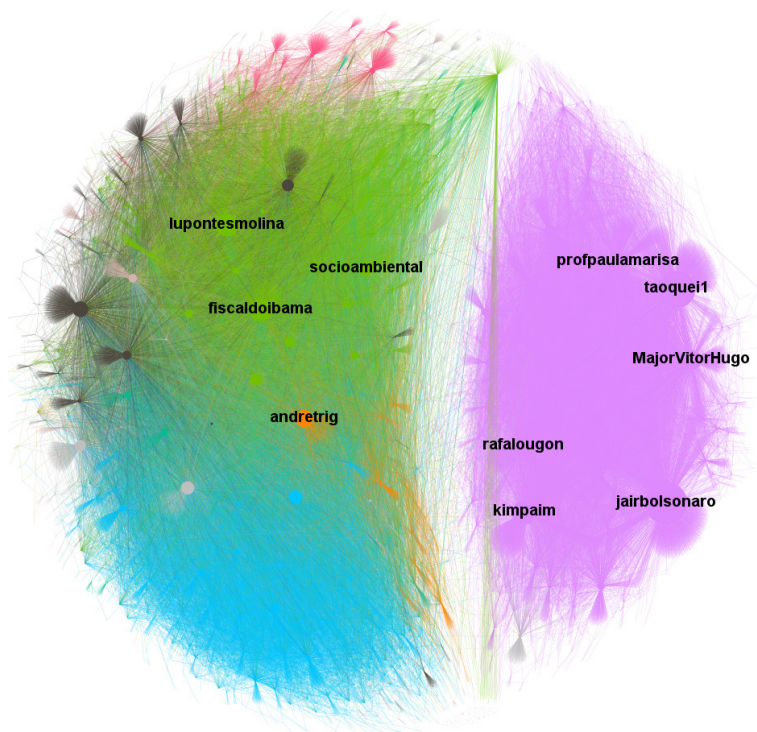 lupontesmolina
socioambiental
profpaulamarisa
taoquei1
fiscaldoibama
MajorVitorHugo
andretrig
rafalougon
jairbolsonaro
kimpaim